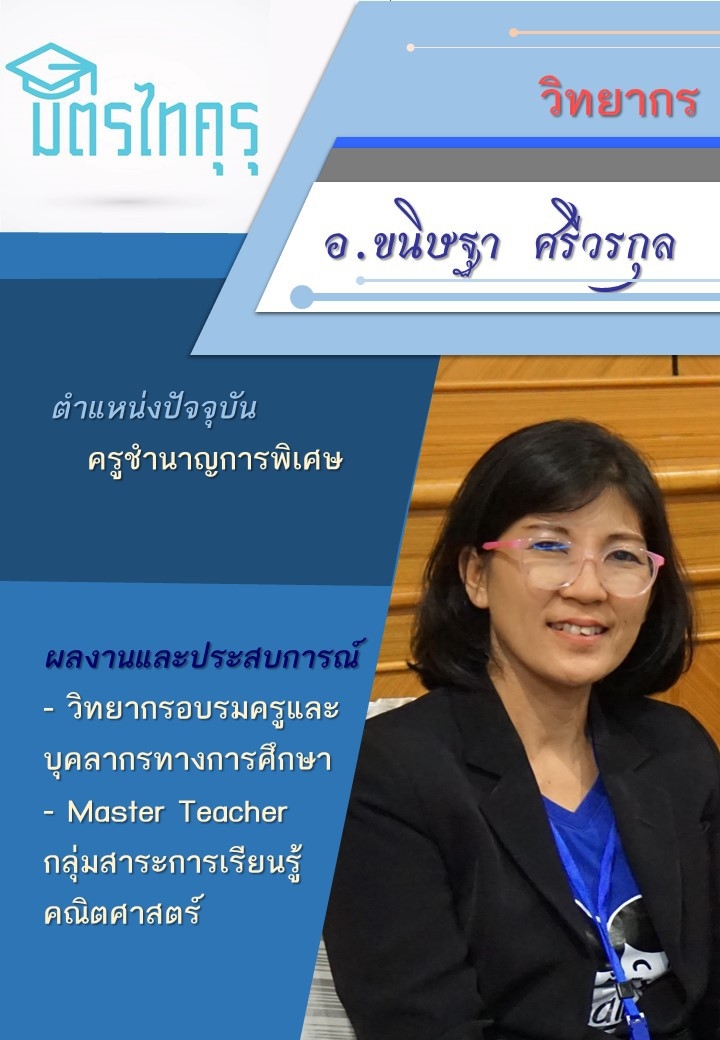 มิตรไทคุรุ
วิทยากร
อ.ขนิษฐา ศรีวรกุล
ตำแหน่งปัจจุบัน
ครูชำนาญการพิเศษ
ผลงานและประสบการณ์
- วิทยากรอบรมครูและ
บุคลากรทางการศึกษา
- Master Teacher
กลุ่มสาระการเรียนรู้
คณิตศาสตร์